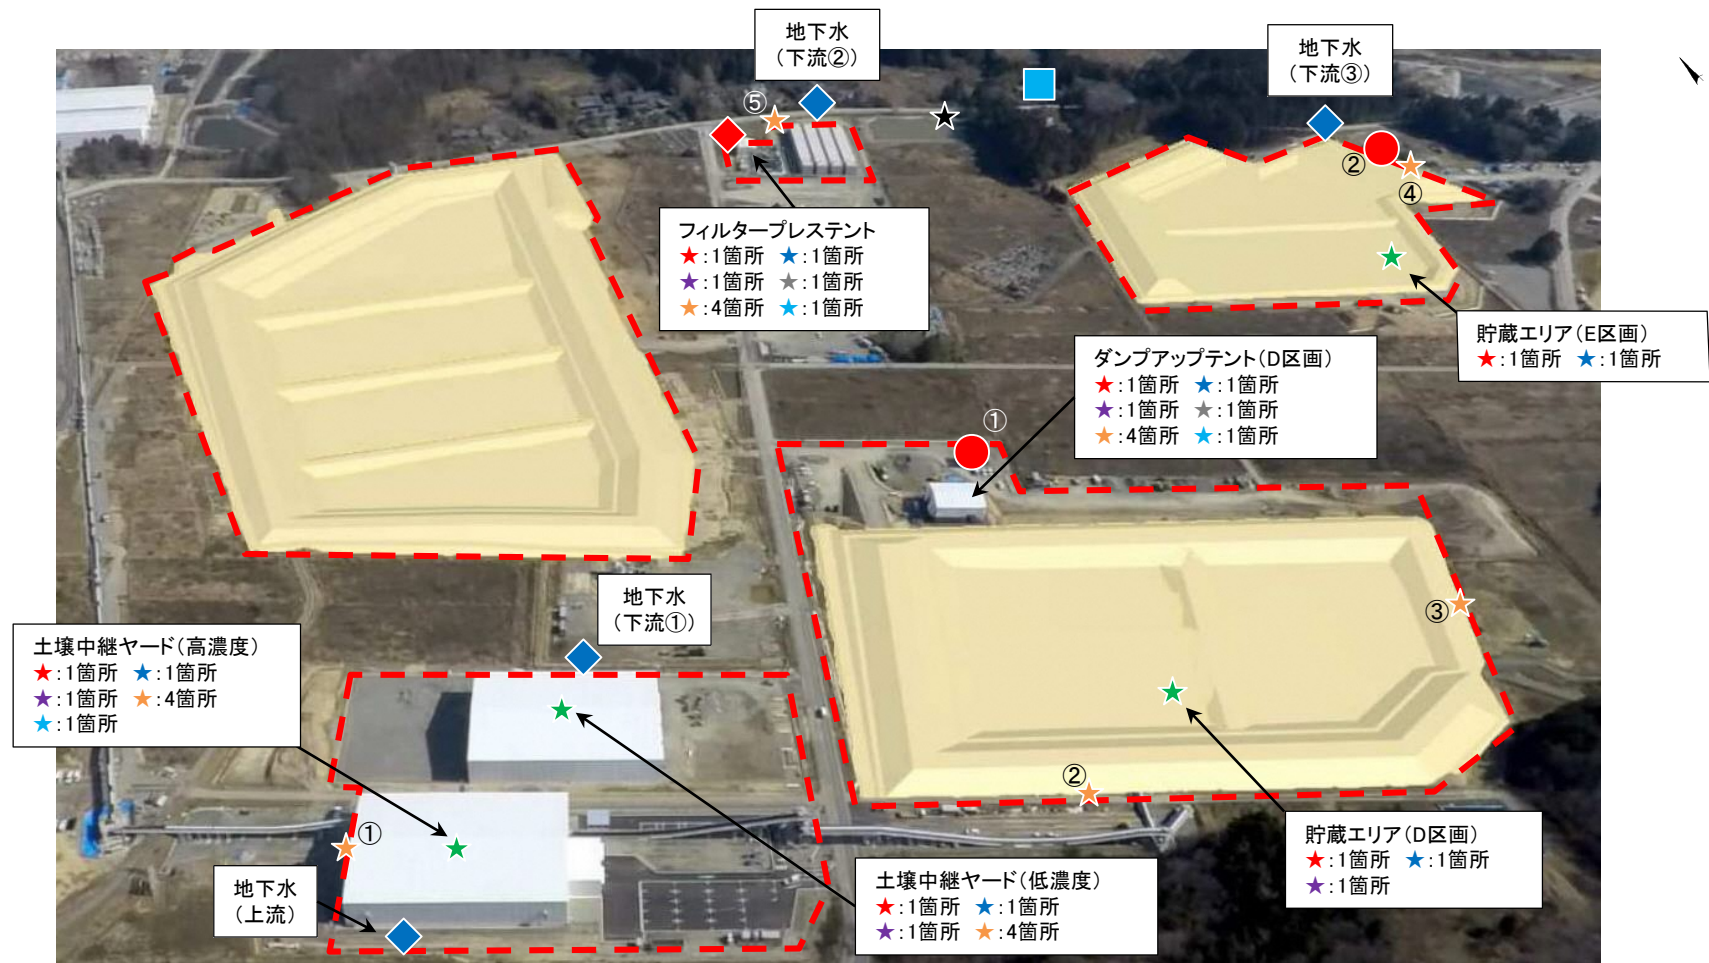 地下水
(下流②)
地下水
(下流③)
⑤
②
④
フィルタープレステント
★:1箇所 ★:1箇所
★:1箇所 ★:1箇所
★:4箇所 ★:1箇所
貯蔵エリア(E区画)
★:1箇所 ★:1箇所
ダンプアップテント(D区画)
★:1箇所 ★:1箇所
★:1箇所 ★:1箇所
★:4箇所 ★:1箇所
①
地下水
(下流①)
③
土壌中継ヤード(高濃度)
★:1箇所 ★:1箇所
★:1箇所 ★:4箇所
★:1箇所
②
①
貯蔵エリア(D区画)
★:1箇所 ★:1箇所
★:1箇所
地下水
(上流)
土壌中継ヤード(低濃度)
★:1箇所 ★:1箇所
★:1箇所 ★:4箇所